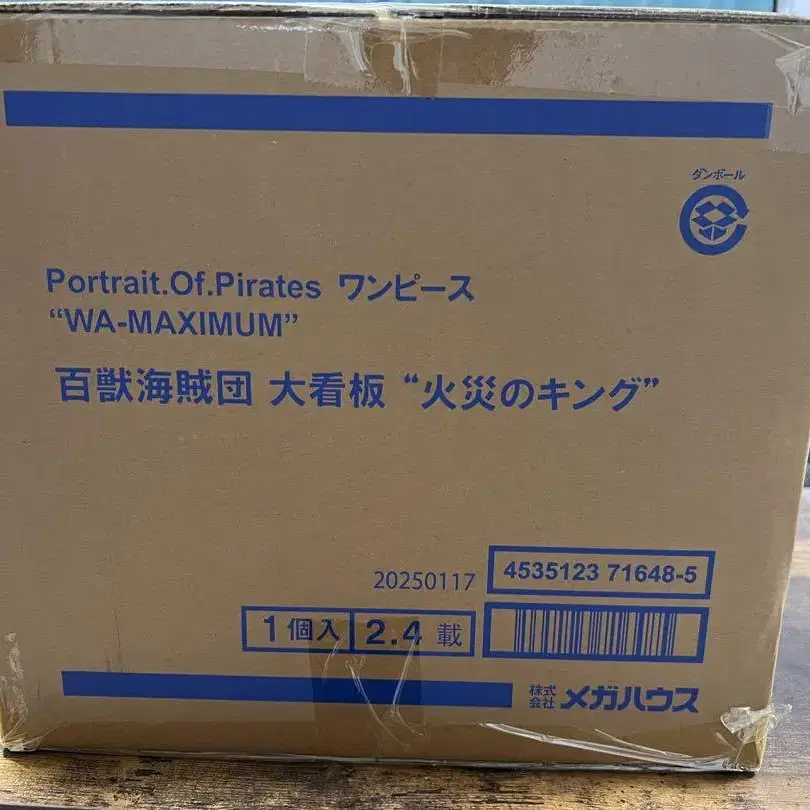 ダンボール
Portrait.Of.Pirates ワンピース
“WA-MAXIMUM”
百獣海賊団 大看板 “火災のキング”
20250117
4535123 71648-5
1個入 2.4 載
株式会社 メガハウス